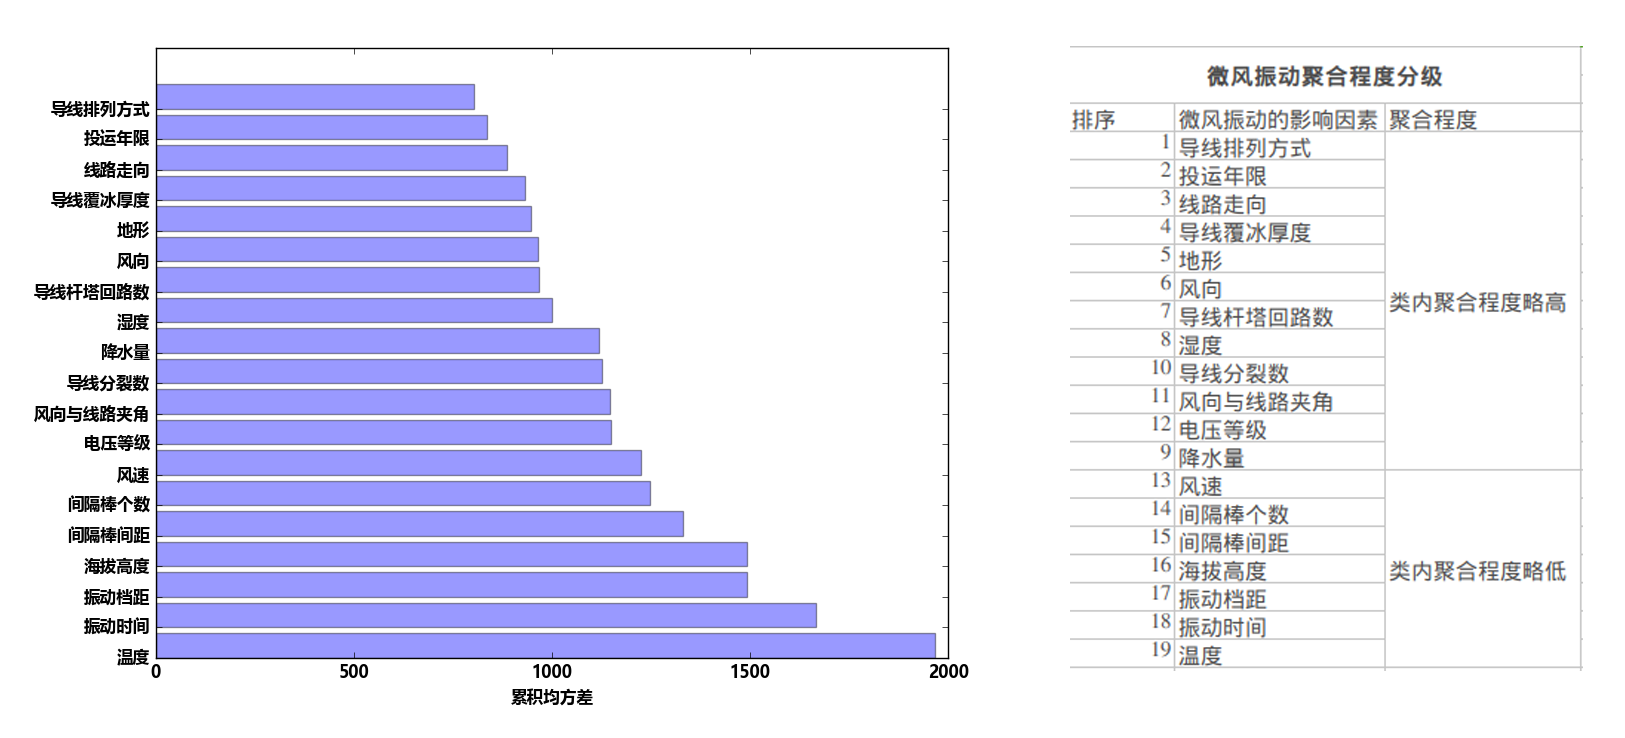 导线排列方式
投运年限
线路走向
导线覆冰厚度
地形
风向
导线杆塔回路数
湿度
降水量
导线分裂数
风向与线路夹角
电压等级
风速
间隔棒个数
间隔棒间距
海拔高度
振动档距
振动时间
温度
0 500 1000 1500 2000
累积均方差
微风振动聚合程度分级
排序 微风振动的影响因素 聚合程度
1 导线排列方式
2 投运年限
3 线路走向
4 导线覆冰厚度
5 地形
6 风向
类内聚合程度略高
7 导线杆塔回路数
8 湿度
10 导线分裂数
11 风向与线路夹角
12 电压等级
9 降水量
13 风速
14 间隔棒个数
15 间隔棒间距
16 海拔高度 类内聚合程度略低
17 振动档距
18 振动时间
19 温度